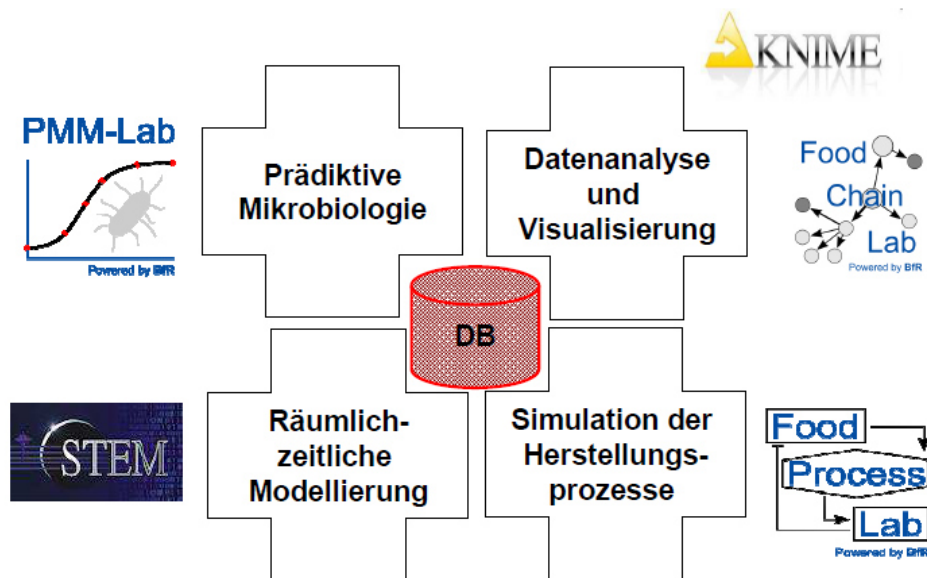 KNIME
PMM-Lab
Powered by BfR
Prädiktive
Mikrobiologie
Datenanalyse
und
Visualisierung
Food
Chain
Lab
Powered by BfR
DB
STEM
Räumlich-
zeitliche
Modellierung
Simulation der
Herstellungs-
prozesse
Food
Process
Lab
Powered by BfR